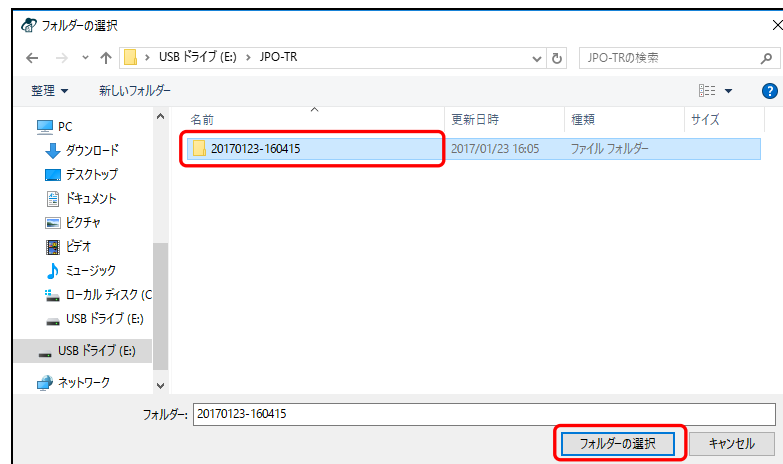 フォルダーの選択
USB ドライブ (E:) › JPO-TR
JPO-TRの検索
整理 新しいフォルダー
名前 更新日時 種類 サイズ
20170123-160415 2017/01/23 16:05 ファイル フォルダー
PC
ダウンロード
デスクトップ
ドキュメント
ピクチャ
ビデオ
ミュージック
ローカル ディスク (C
USB ドライブ (E:)
USB ドライブ (E:)
ネットワーク
フォルダー: 20170123-160415
フォルダーの選択 キャンセル